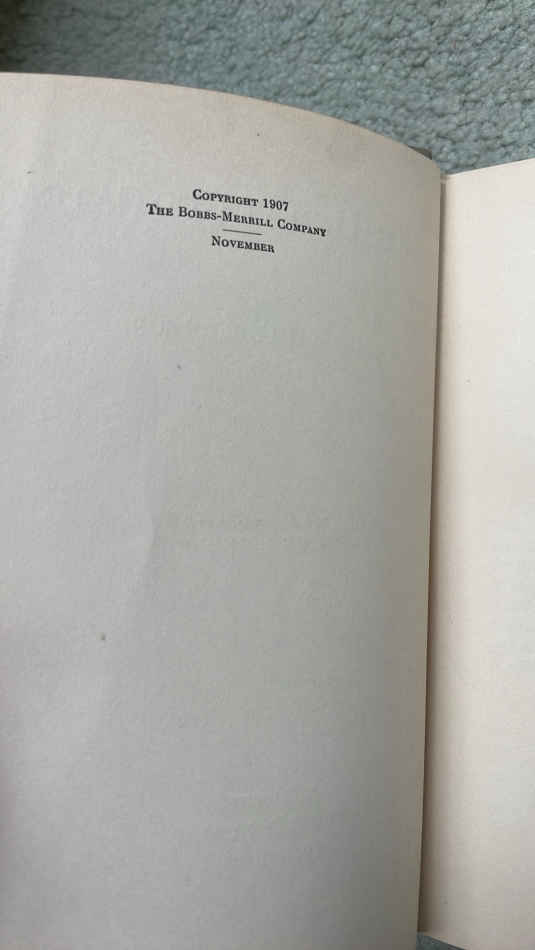 Copyright 1907
The Bobbs-Merrill Company
November